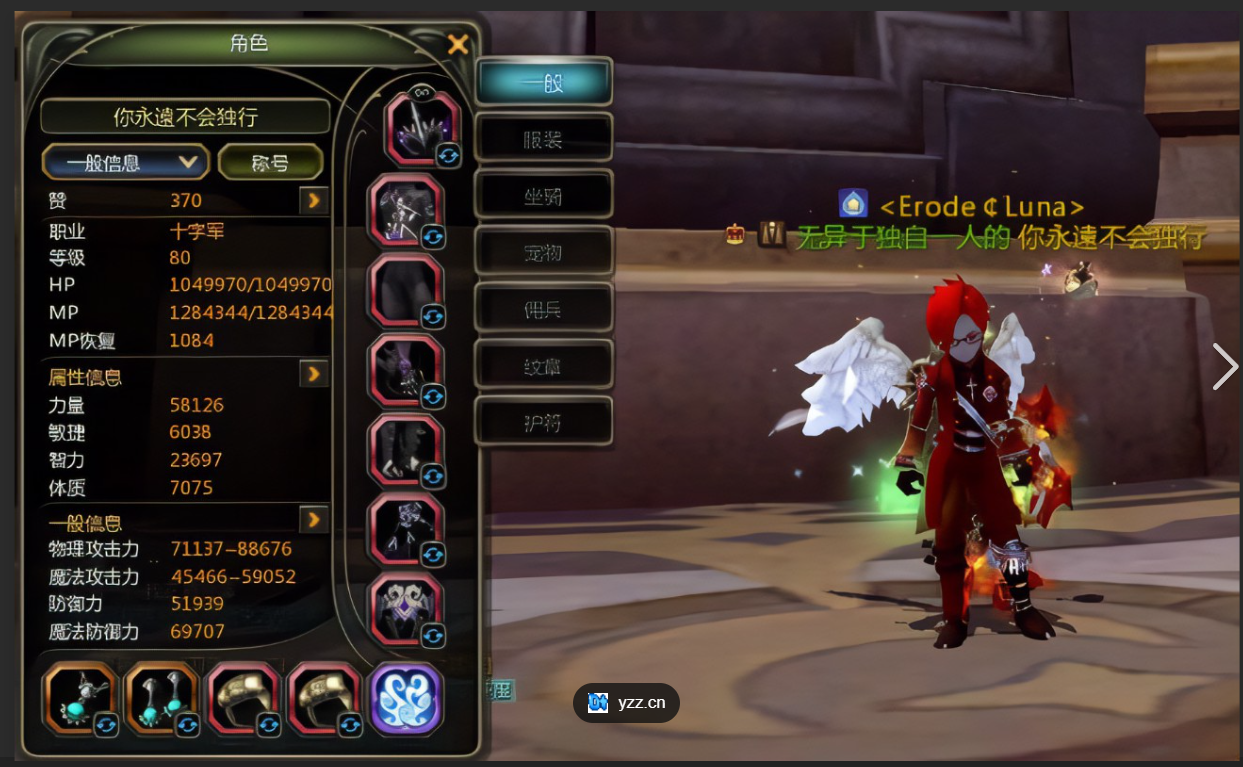 角色
你永遠不会独行
一般信息
称号
赞 370
职业 十字军
等级 80
HP 1049970/1049970
MP 1284344/1284344
MP恢复 1084
属性信息
力量 58126
敏捷 6038
智力 23697
体质 7075
一般信息
物理攻击力 71137-88676
魔法攻击力 45466-59052
防御力 51939
魔法防御力 69707
一般
服装
坐骑
宠物
佣兵
纹章
护符
<Erode ¢ Luna>
无异于独自一人的 你永遠不会独行
理
yzz.cn